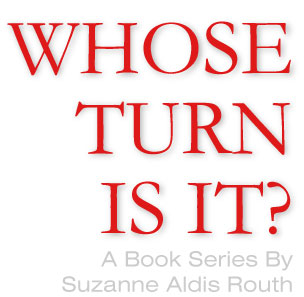 WHOSE
TURN
IS IT?
A Book Series By
Suzanne Aldis Routh